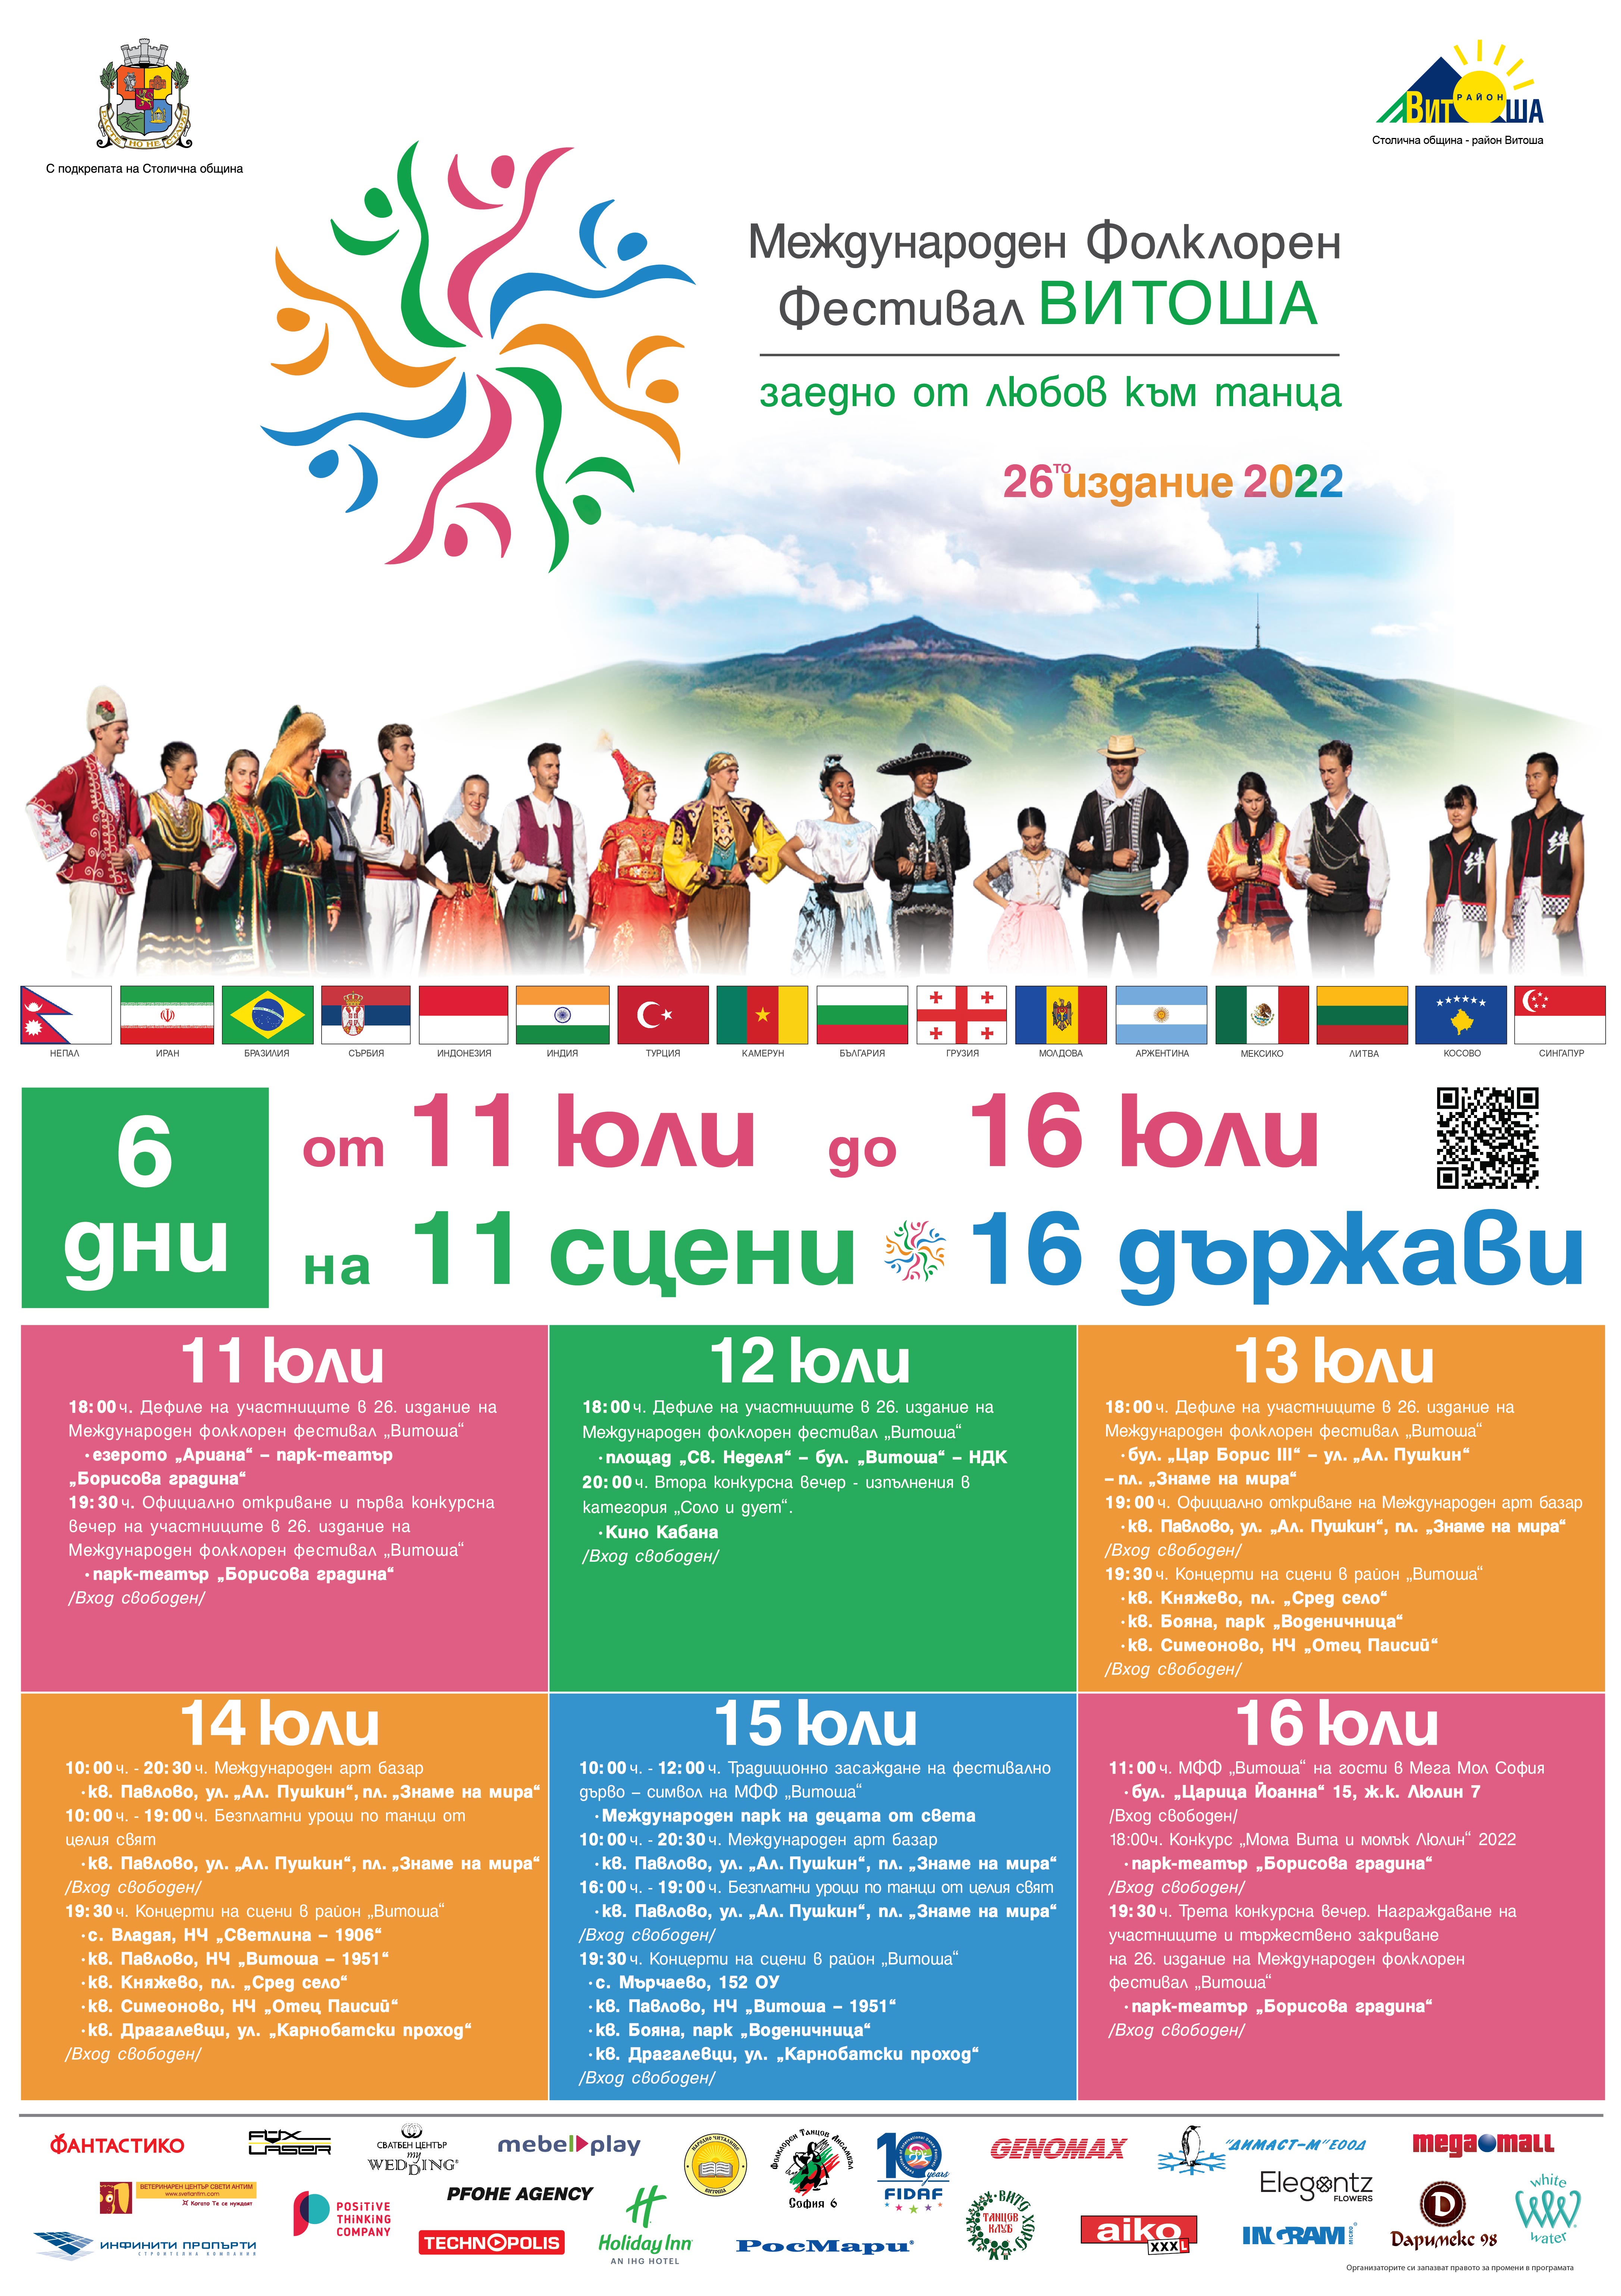 С подкрепата на Столична община
РАЙОН
ВИТОША
Столична община - район Витоша
Международен Фолклорен
Фестивал ВИТОША
заедно от любов към танца
26то издание 2022
НЕПАЛ ИРАН БРАЗИЛИЯ СЪРБИЯ ИНДОНЕЗИЯ ИНДИЯ ТУРЦИЯ КАМЕРУН БЪЛГАРИЯ ГРУЗИЯ МОЛДОВА АРЖЕНТИНА МЕКСИКО ЛИТВА КОСОВО СИНГАПУР
6
дни
от 11 юли до 16 юли
на 11 сцени 16 държави
11 юли
18:00 ч. Дефиле на участниците в 26. издание на
Международен фолклорен фестивал „Витоша“
· езерото „Ариана“ – парк-театър
„Борисова градина“
19:30 ч. Официално откриване и първа конкурсна
вечер на участниците в 26. издание на
Международен фолклорен фестивал „Витоша“
· парк-театър „Борисова градина“
/Вход свободен/
12 юли
18:00 ч. Дефиле на участниците в 26. издание на
Международен фолклорен фестивал „Витоша“
· площад „Св. Неделя“ – бул. „Витоша“ – НДК
20:00 ч. Втора конкурсна вечер - изпълнения в
категория „Соло и дует“.
· Кино Кабана
/Вход свободен/
13 юли
18:00 ч. Дефиле на участниците в 26. издание на
Международен фолклорен фестивал „Витоша“
· бул. „Цар Борис III“ – ул. „Ал. Пушкин“
– пл. „Знаме на мира“
19:00 ч. Официално откриване на Международен арт базар
· кв. Павлово, ул. „Ал. Пушкин“, пл. „Знаме на мира“
/Вход свободен/
19:30 ч. Концерти на сцени в район „Витоша“
· кв. Княжево, пл. „Сред село“
· кв. Бояна, парк „Воденичница“
· кв. Симеоново, НЧ „Отец Паисий“
/Вход свободен/
14 юли
10:00 ч. - 20:30 ч. Международен арт базар
· кв. Павлово, ул. „Ал. Пушкин“, пл. „Знаме на мира“
10:00 ч. - 19:00 ч. Безплатни уроци по танци от
целия свят
· кв. Павлово, ул. „Ал. Пушкин“, пл. „Знаме на мира“
/Вход свободен/
19:30 ч. Концерти на сцени в район „Витоша“
· с. Владая, НЧ „Светлина – 1906“
· кв. Павлово, НЧ „Витоша – 1951“
· кв. Княжево, пл. „Сред село“
· кв. Симеоново, НЧ „Отец Паисий“
· кв. Драгалевци, ул. „Карнобатски проход“
/Вход свободен/
15 юли
10:00 ч. - 12:00 ч. Традиционно засаждане на фестивално
дърво – символ на МФФ „Витоша“
· Международен парк на децата от света
10:00 ч. - 20:30 ч. Международен арт базар
· кв. Павлово, ул. „Ал. Пушкин“, пл. „Знаме на мира“
16:00 ч. - 19:00 ч. Безплатни уроци по танци от целия свят
· кв. Павлово, ул. „Ал. Пушкин“, пл. „Знаме на мира“
/Вход свободен/
19:30 ч. Концерти на сцени в район „Витоша“
· с. Мърчаево, 152 ОУ
· кв. Павлово, НЧ „Витоша – 1951“
· кв. Бояна, парк „Воденичница“
· кв. Драгалевци, ул. „Карнобатски проход“
/Вход свободен/
16 юли
11:00 ч. МФФ „Витоша“ на гости в Мега Мол София
· бул. „Царица Йоанна“ 15, ж.к. Люлин 7
/Вход свободен/
18:00ч. Конкурс „Мома Вита и момък Люлин“ 2022
· парк-театър „Борисова градина“
/Вход свободен/
19:30 ч. Трета конкурсна вечер. Награждаване на
участниците и тържествено закриване
на 26. издание на Международен фолклорен
фестивал „Витоша“
· парк-театър „Борисова градина“
/Вход свободен/
ФАНТАСТИКО
FOX LASER
СВАТБЕН ЦЕНТЪР
my
WEDDING
mebel play
Фолклорен Танцов Ансамбъл
София 6
10 years
FIDAF
GENOMAX
"ДИМАСТ-М" ЕООД
mega mall
ВЕТЕРИНАРЕН ЦЕНТЪР СВЕТИ АНТИМ
www.svetiantim.com
Когато Те се нуждаят
POSITIVE
THINKING
COMPANY
PFOHE AGENCY
TECHNOPOLIS
Holiday Inn
AN IHG HOTEL
РосМари
ВИТО ХОРО
ТАНЦОВ
КЛУБ
aiko
XXXL
Elegantz
FLOWERS
INGRAM MICRO
D
Даримекс 98
white
water
ИНФИНИТИ ПРОПЪРТИ
СТРОИТЕЛНА КОМПАНИЯ
Организаторите си запазват правото за промени в програмата